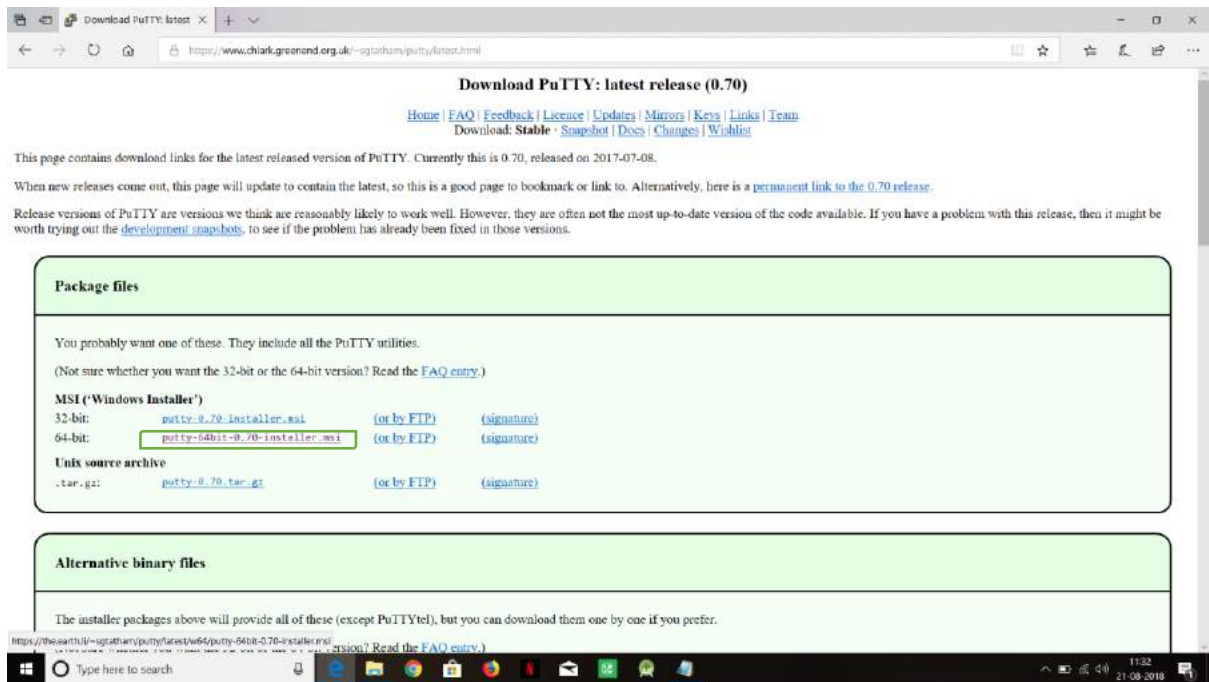 Download PuTTY: latest
https://www.chiark.greenend.org.uk/~sgtatham/putty/latest.html
Download PuTTY: latest release (0.70)
Home | FAQ | Feedback | Licence | Updates | Mirrors | Keys | Links | Team
Download: Stable · Snapshot | Docs | Changes | Wishlist
This page contains download links for the latest released version of PuTTY. Currently this is 0.70, released on 2017-07-08.
When new releases come out, this page will update to contain the latest, so this is a good page to bookmark or link to. Alternatively, here is a permanent link to the 0.70 release.
Release versions of PuTTY are versions we think are reasonably likely to work well. However, they are often not the most up-to-date version of the code available. If you have a problem with this release, then it might be
worth trying out the development snapshots, to see if the problem has already been fixed in those versions.
Package files
You probably want one of these. They include all the PuTTY utilities.
(Not sure whether you want the 32-bit or the 64-bit version? Read the FAQ entry.)
MSI (‘Windows Installer’)
32-bit: putty-0.70-installer.msi (or by FTP) (signature)
64-bit: putty-64bit-0.70-installer.msi (or by FTP) (signature)
Unix source archive
.tar.gz: putty-0.70.tar.gz (or by FTP) (signature)
Alternative binary files
The installer packages above will provide all of these (except PuTTYtel), but you can download them one by one if you prefer.
https://the.earth.li/~sgtatham/putty/latest/w64/putty-64bit-0.70-installer.msi
version? Read the FAQ entry.)
Type here to search
11:32
21-08-2018